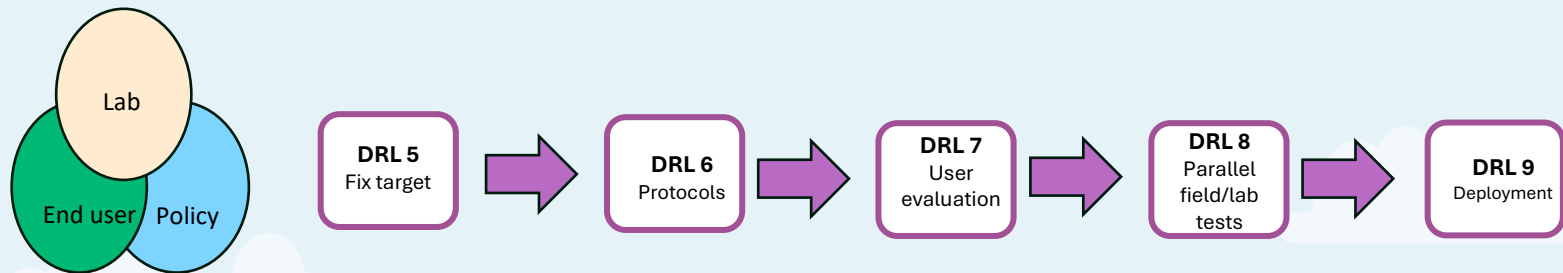 Lab
End user
Policy
DRL 5
Fix target
DRL 6
Protocols
DRL 7
User
evaluation
DRL 8
Parallel
field/lab
tests
DRL 9
Deployment